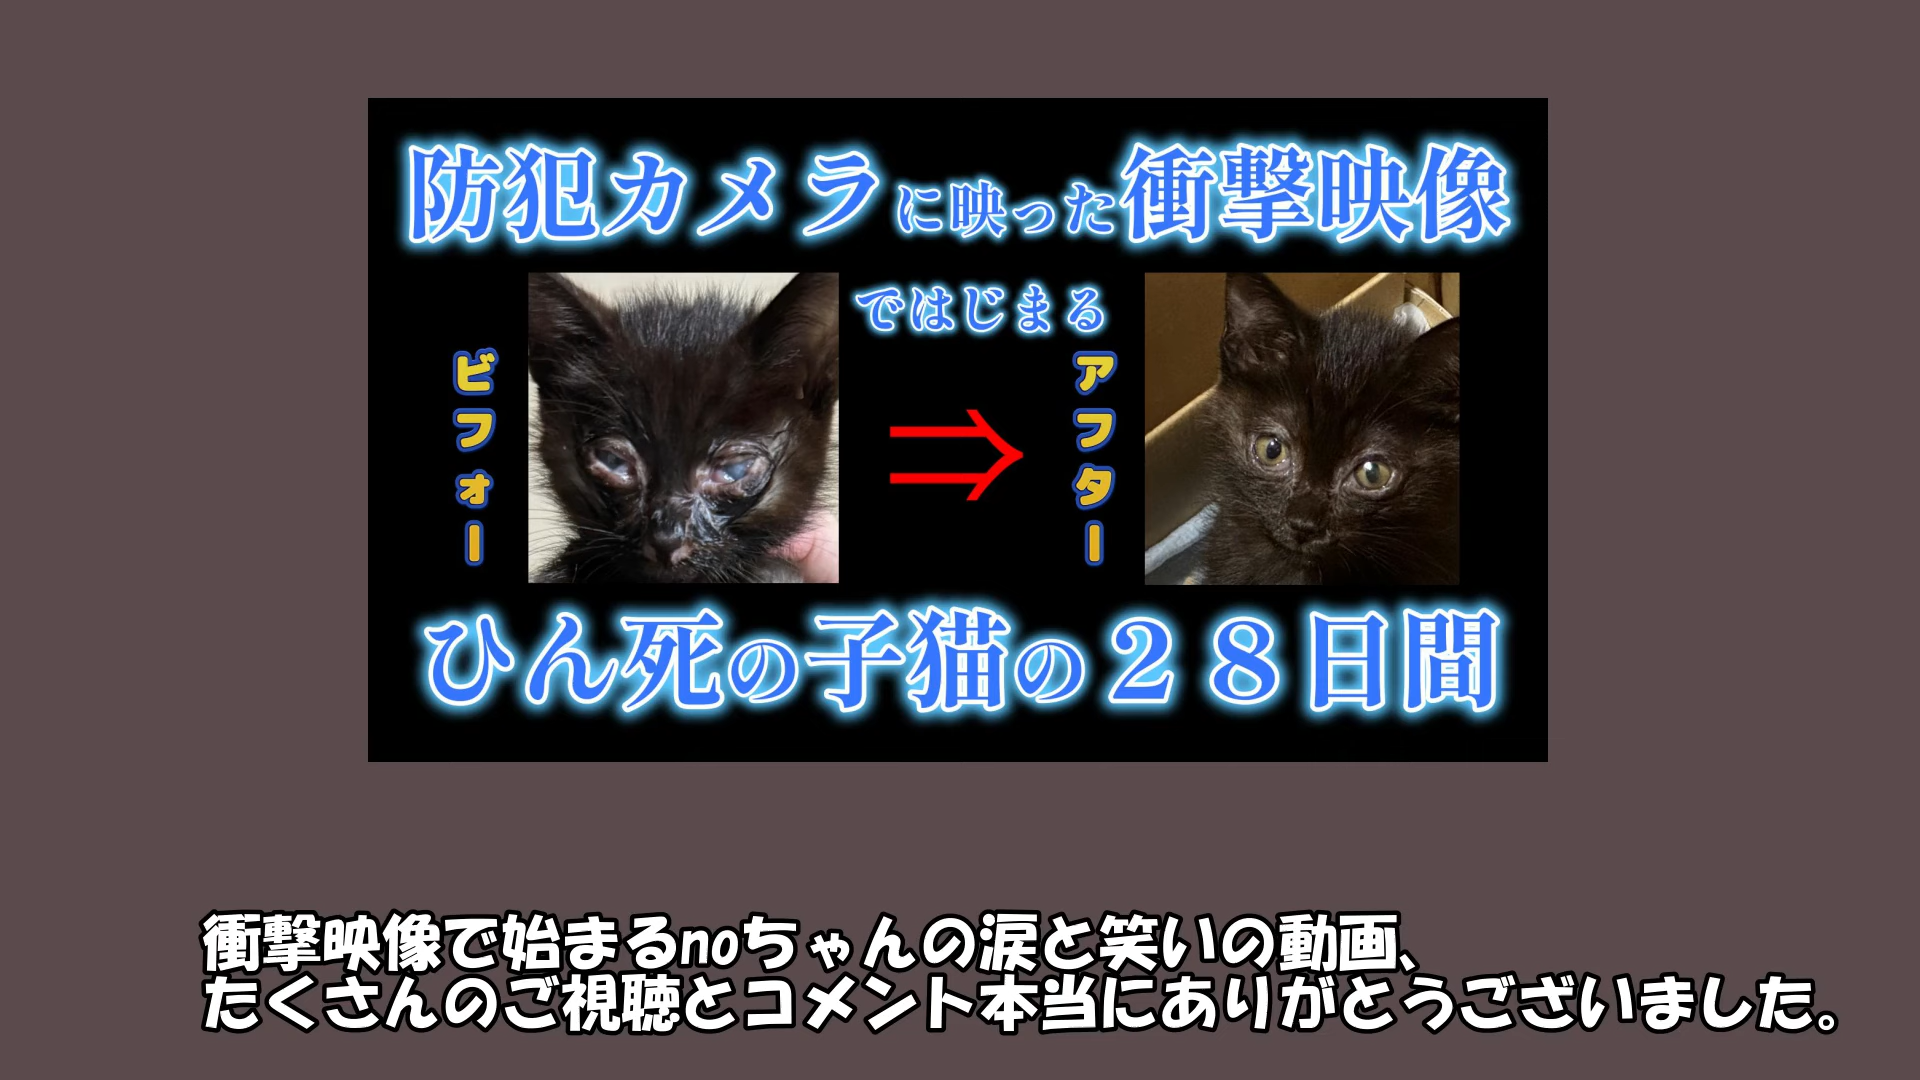 防犯カメラに映った衝撃映像
ではじまる
ビフォー
アフター
ひん死の子猫の２８日間
衝撃映像で始まるnoちゃんの涙と笑いの動画、
たくさんのご視聴とコメント本当にありがとうございました。